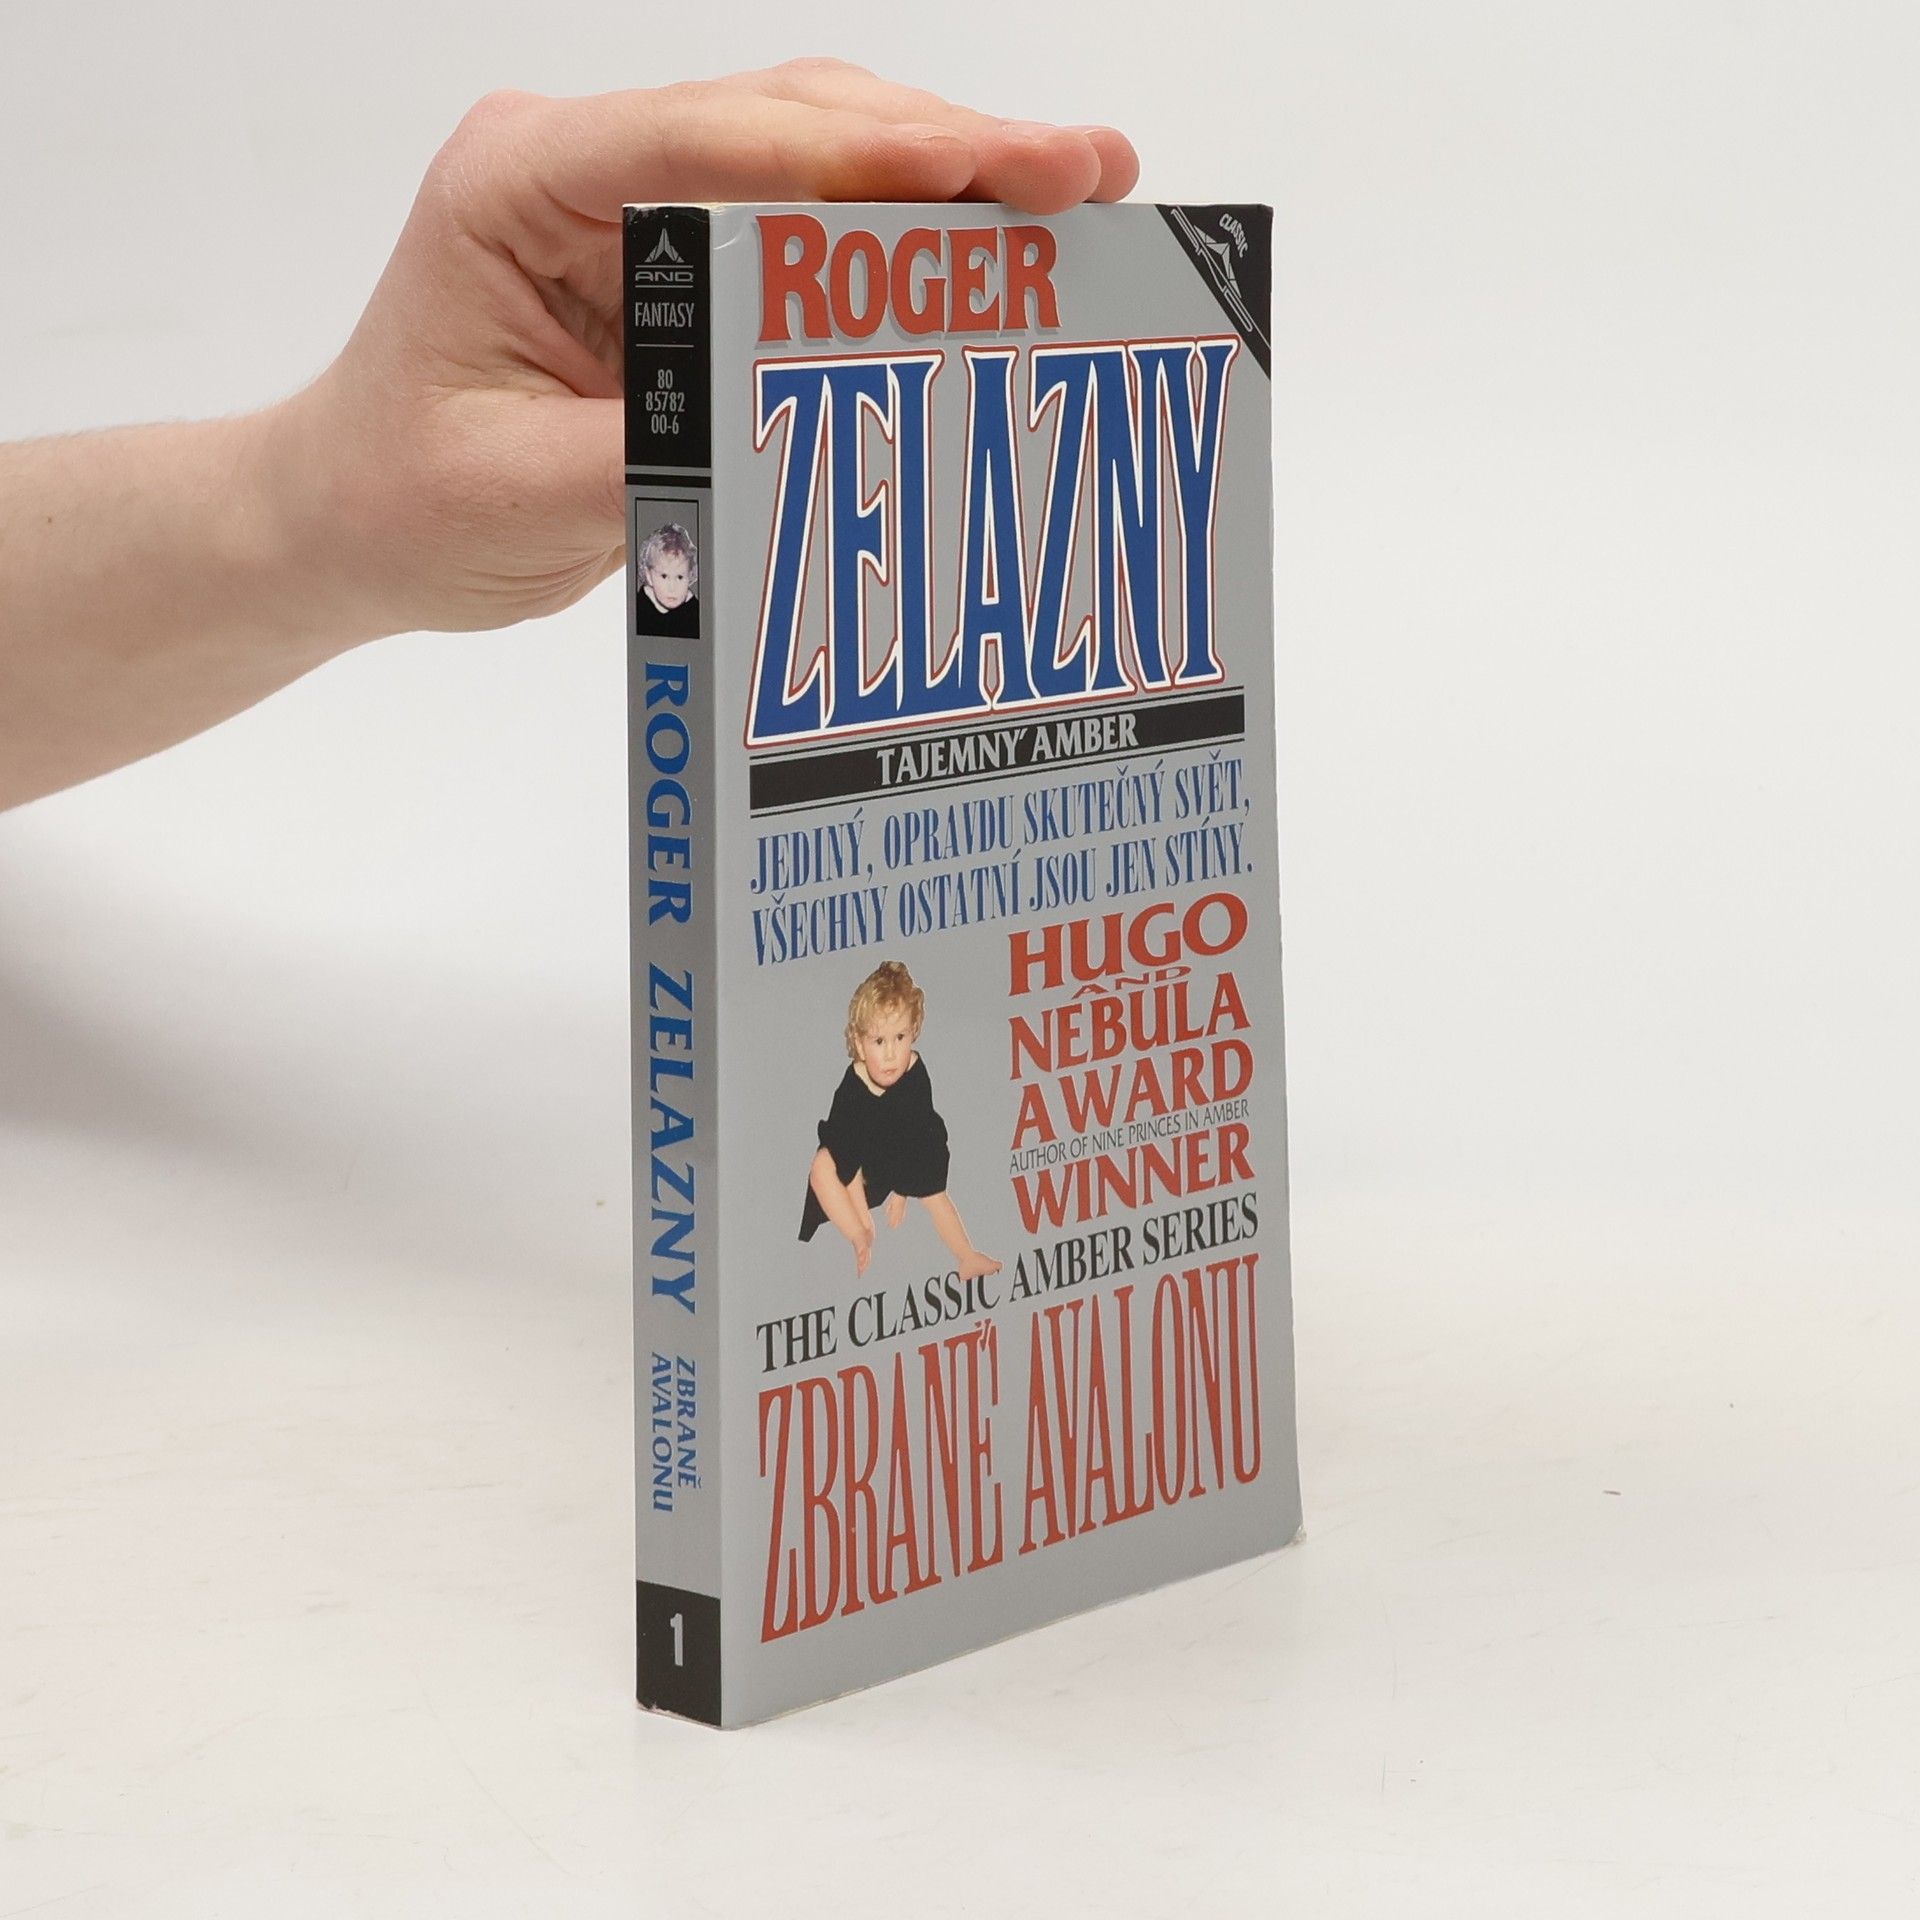 AND
FANTASY
80
85782
00-6
ROGER ZELAZNY
ZBRANĚ
AVALONU
1
CLASSIC
AND
ROGER
ZELAZNY
TAJEMNÝ AMBER
JEDINÝ, OPRAVDU SKUTEČNÝ SVĚT,
VŠECHNY OSTATNÍ JSOU JEN STÍNY.
HUGO
AND
NEBULA
AWARD
AUTHOR OF NINE PRINCES IN AMBER
WINNER
THE CLASSIC AMBER SERIES
ZBRANĚ AVALONU